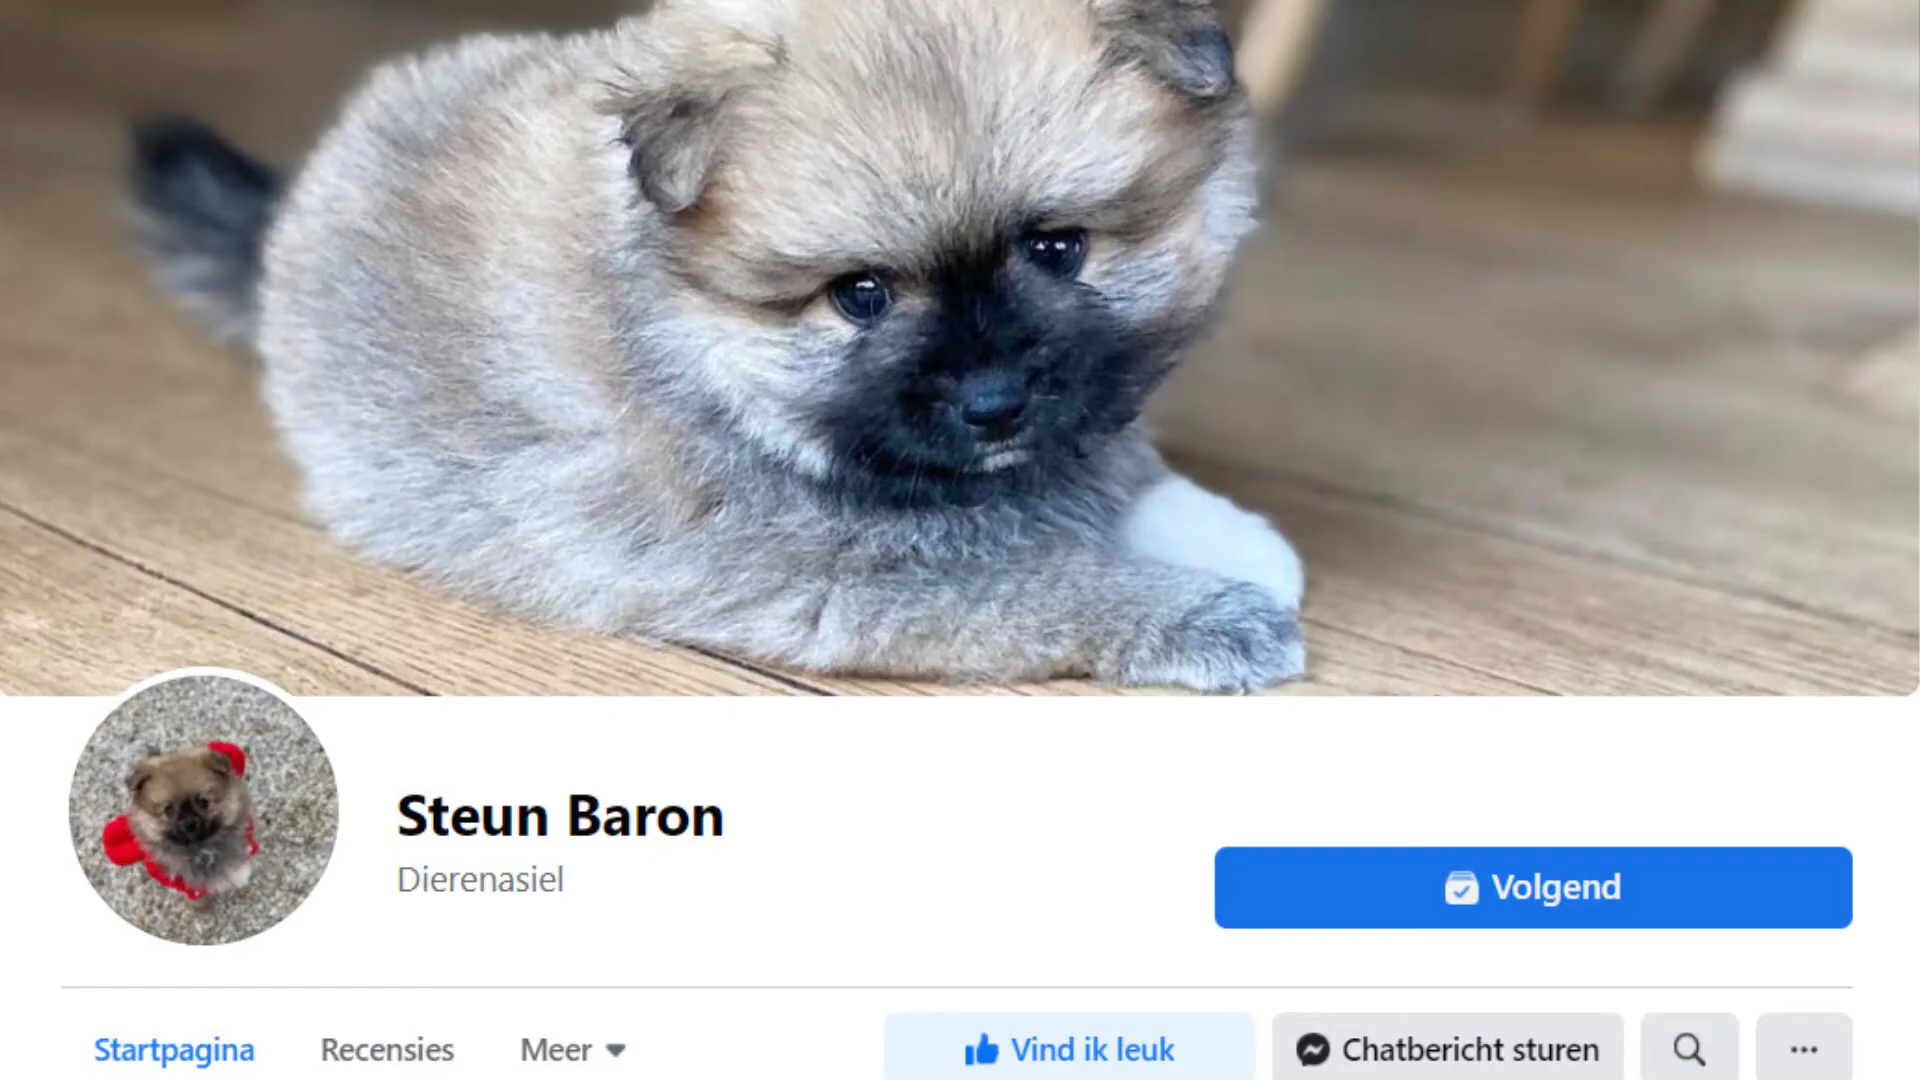 Steun Baron
Dierenasiel
Volgend
Startpagina
Recensies
Meer
Vind ik leuk
Chatbericht sturen